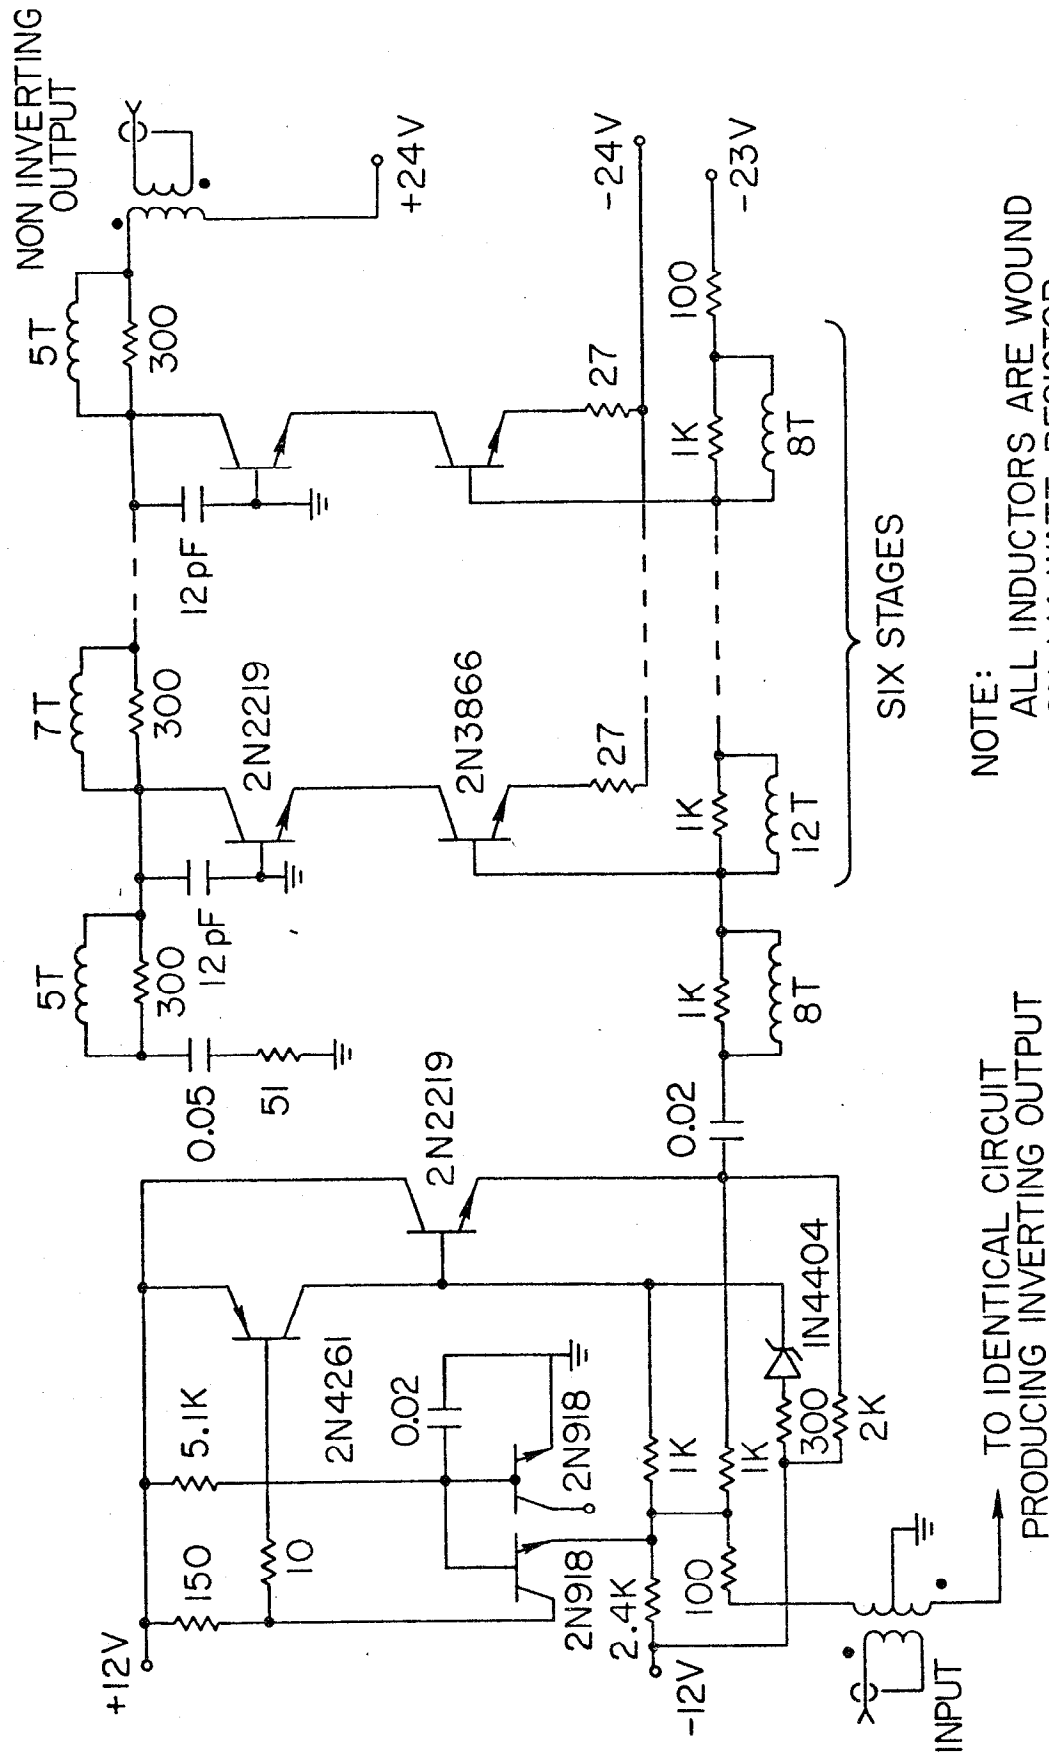 NON INVERTING
OUTPUT
5T
300
+24V
12pF
27
-24V
1K
8T
100
-23V
7T
300
2N2219
2N3866
27
1K
12T
SIX STAGES
5T
300
12pF
0.05
51
1K
8T
0.02
2N2219
+12V
150
5.1K
10
2N4261
0.02
2N918
2N918
2.4K
1K
-12V
100
1K
1N4404
300
2K
INPUT
TO IDENTICAL CIRCUIT
PRODUCING INVERTING OUTPUT
NOTE:
ALL INDUCTORS ARE WOUND